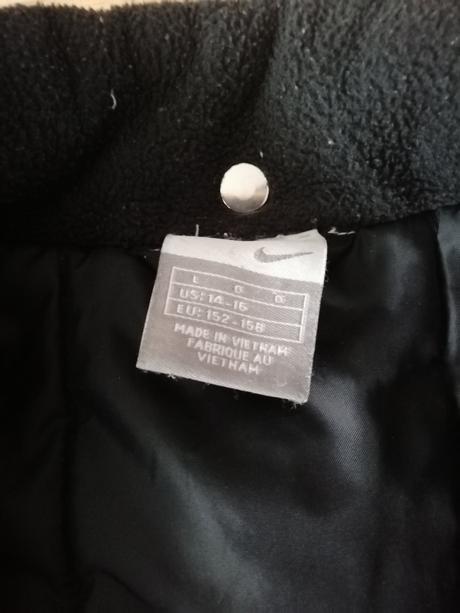 L G G
US: 14-16
EU: 152-158
MADE IN VIETNAM
FABRIQUE AU
VIETNAM